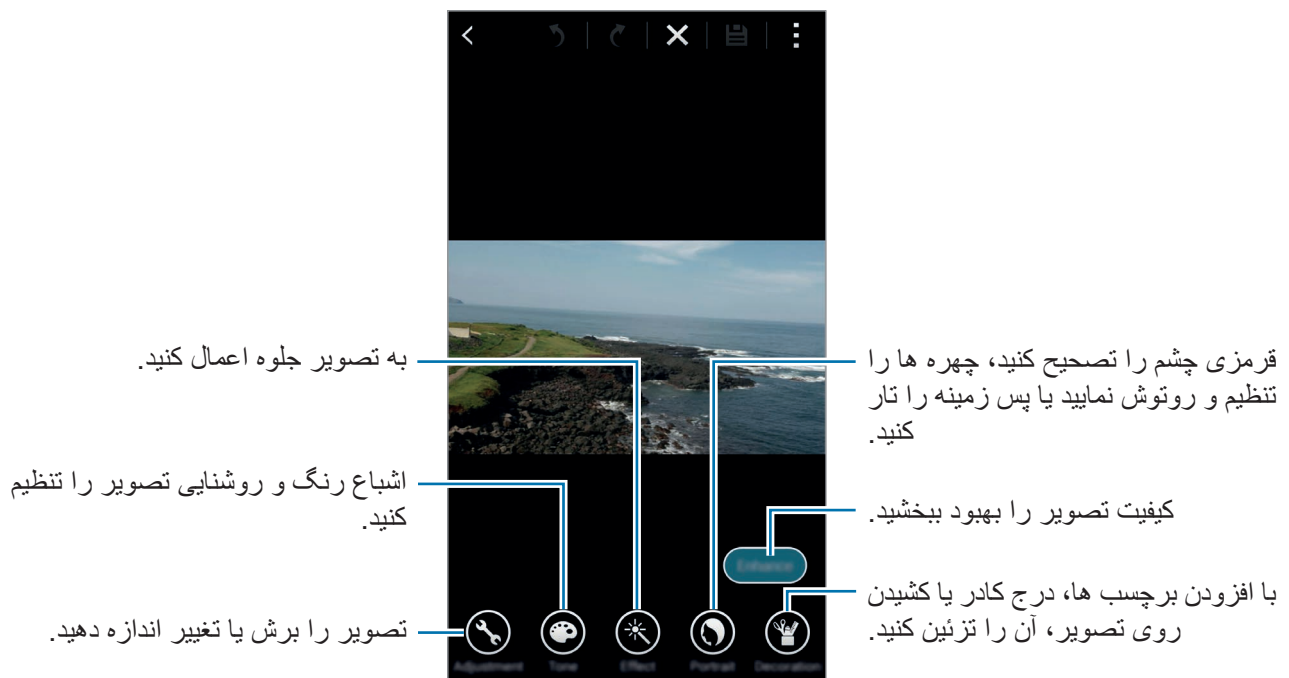 به تصویر جلوه اعمال کنید.
قرمزی چشم را تصحیح کنید، چهره ها را
تنظیم و روتوش نمایید یا پس زمینه را تار
کنید.
اشباع رنگ و روشنایی تصویر را تنظیم
کنید.
کیفیت تصویر را بهبود ببخشید.
Enhance
با افزودن برچسب ها، درج کادر یا کشیدن
روی تصویر، آن را تزئین کنید.
تصویر را برش یا تغییر اندازه دهید.
Adjustment Tone Effect Portrait Decoration